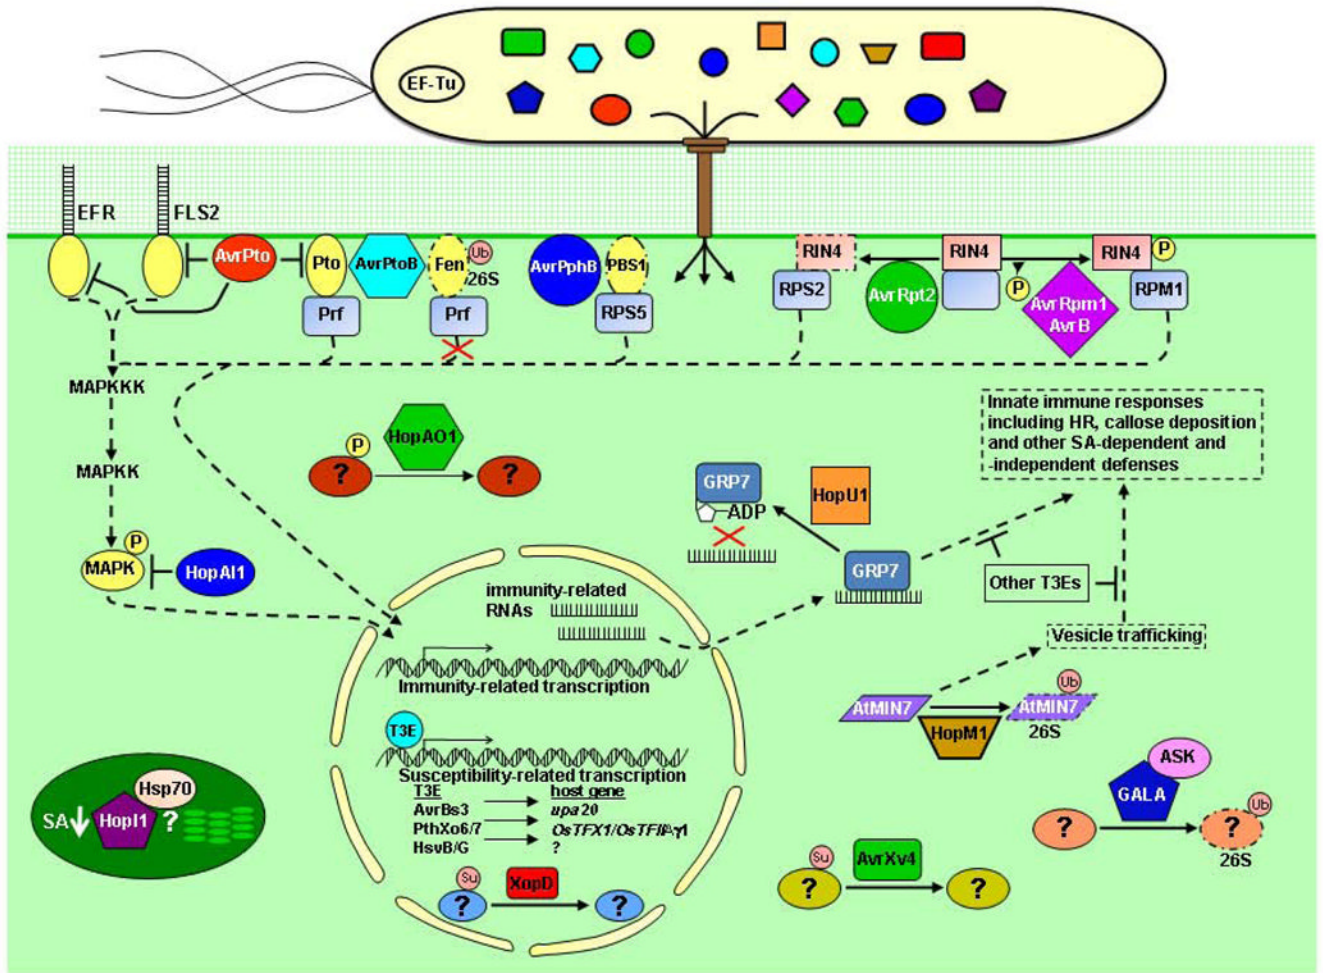 EF-Tu
EFR
FLS2
AvrPto
Pto
AvrPtoB
Fen
Ub
26S
Prf
Prf
AvrPphB
PBS1
RPS5
RIN4
RPS2
AvrRpt2
RIN4
P
AvrRpm1
AvrB
RIN4
P
RPM1
MAPKKK
MAPKK
P
MAPK
HopAI1
P
?
HopAO1
?
Innate immune responses
including HR, callose deposition
and other SA-dependent and
-independent defenses
GRP7
ADP
HopU1
GRP7
Other T3Es
Vesicle trafficking
immunity-related
RNAs
Immunity-related transcription
T3E
Susceptibility-related transcription
T3E host gene
AvrBs3 upa20
PthXo6/7
HsvB/G ?
Su
?
XopD
?
AtMIN7
HopM1
Ub
AtMIN7
26S
ASK
GALA
?
Ub
?
26S
Su
?
AvrXv4
?
Hsp70
SA
HopI1
?